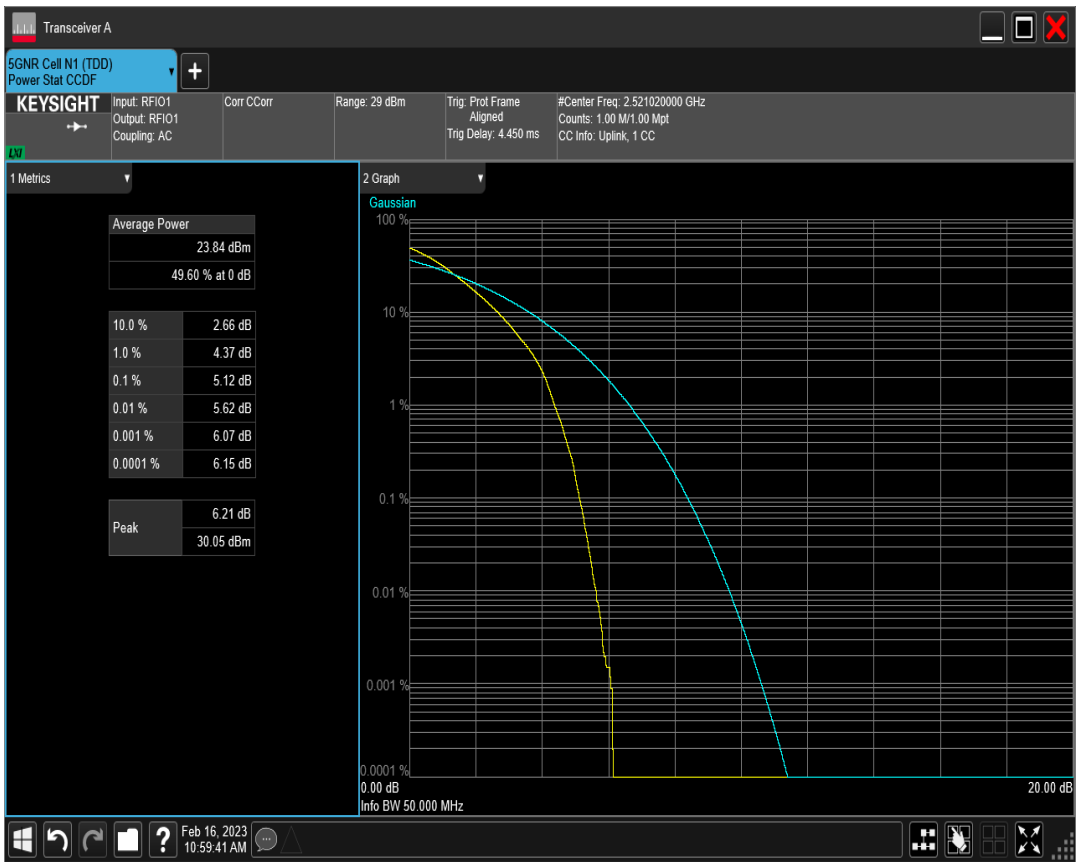 Transceiver A
5GNR Cell N1 (TDD)
Power Stat CCDF
+
KEYSIGHT
LXI
Input: RFIO1
Output: RFIO1
Coupling: AC
Corr CCorr
Range: 29 dBm
Trig: Prot Frame
Aligned
Trig Delay: 4.450 ms
#Center Freq: 2.521020000 GHz
Counts: 1.00 M/1.00 Mpt
CC Info: Uplink, 1 CC
1 Metrics
Average Power
23.84 dBm
49.60 % at 0 dB
10.0 % 2.66 dB
1.0 % 4.37 dB
0.1 % 5.12 dB
0.01 % 5.62 dB
0.001 % 6.07 dB
0.0001 % 6.15 dB
Peak
6.21 dB
30.05 dBm
2 Graph
Gaussian
100 %
10 %
1 %
0.1 %
0.01 %
0.001 %
0.0001 %
0.00 dB 20.00 dB
Info BW 50.000 MHz
?
Feb 16, 2023
10:59:41 AM